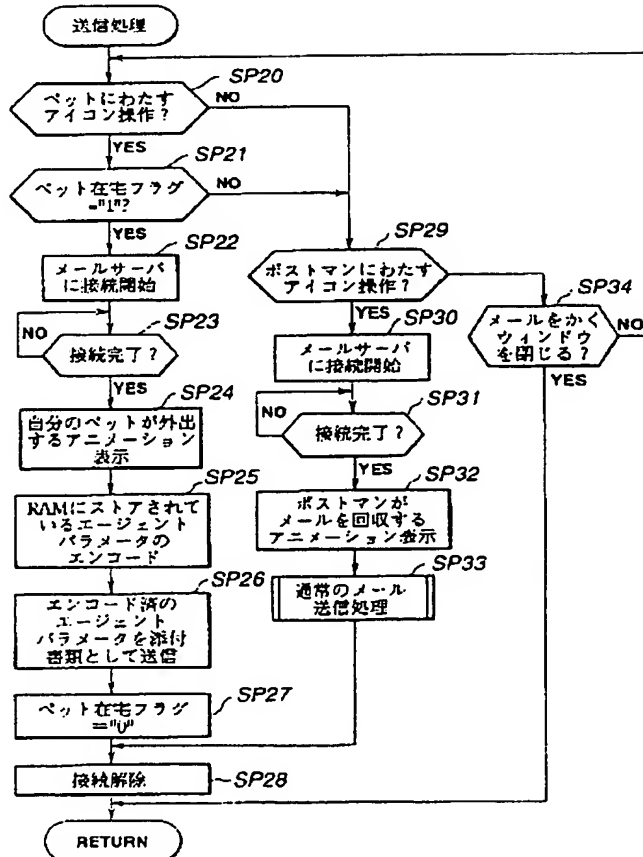 送信処理
SP20
ペットにわたす
アイコン操作？
NO
YES
SP21
ペット在宅フラグ
="1"?
NO
YES
SP22
メールサーバ
に接続開始
SP23
NO
接続完了？
YES
SP24
自分のペットが外出
するアニメーション
表示
SP25
RAMにストアされて
いるエージェント
パラメータの
エンコード
SP26
エンコード済の
エージェント
パラメータを添付
書類として送信
SP27
ペット在宅フラグ
="0"
接続解除
SP28
RETURN
SP29
ポストマンにわたす
アイコン操作？
YES
SP30
メールサーバ
に接続開始
SP31
NO
接続完了？
YES
SP32
ポストマンが
メールを回収する
アニメーション表示
SP33
通常のメール
送信処理
SP34
メールをかく
ウィンドウ
を閉じる？
NO
YES